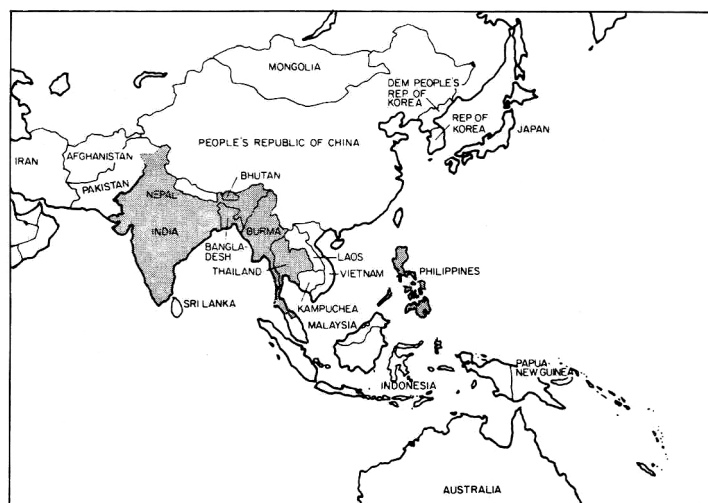 MONGOLIA
DEM PEOPLE'S
REP OF
KOREA
REP OF
KOREA
JAPAN
PEOPLE'S REPUBLIC OF CHINA
IRAN
AFGHANISTAN
PAKISTAN
NEPAL
BHUTAN
INDIA
BURMA
BANGLA-
DESH
LAOS
THAILAND
VIETNAM
PHILIPPINES
SRI LANKA
KAMPUCHEA
MALAYSIA
PAPUA-
NEW GUINEA
INDONESIA
AUSTRALIA